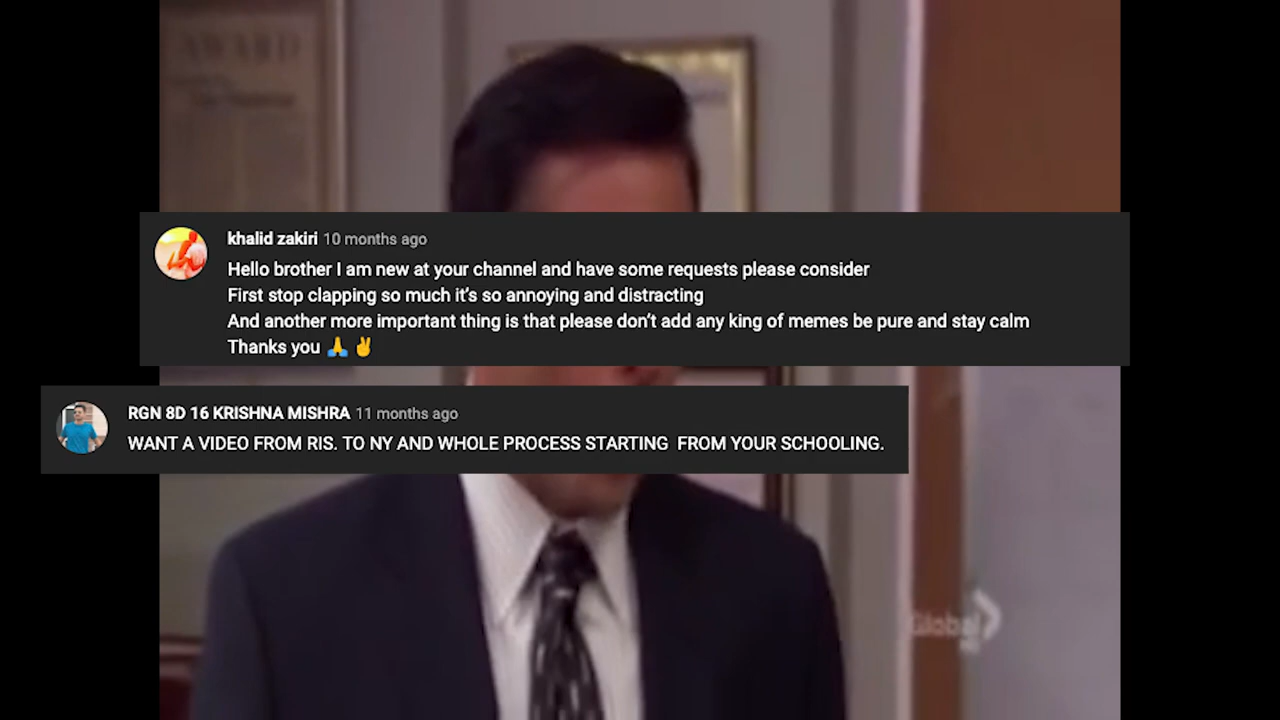 AWARD
khalid zakiri 10 months ago
Hello brother I am new at your channel and have some requests please consider
First stop clapping so much it's so annoying and distracting
And another more important thing is that please don't add any king of memes be pure and stay calm
Thanks you 🙏 ✌
RGN 8D 16 KRISHNA MISHRA 11 months ago
WANT A VIDEO FROM RIS. TO NY AND WHOLE PROCESS STARTING FROM YOUR SCHOOLING.
Global